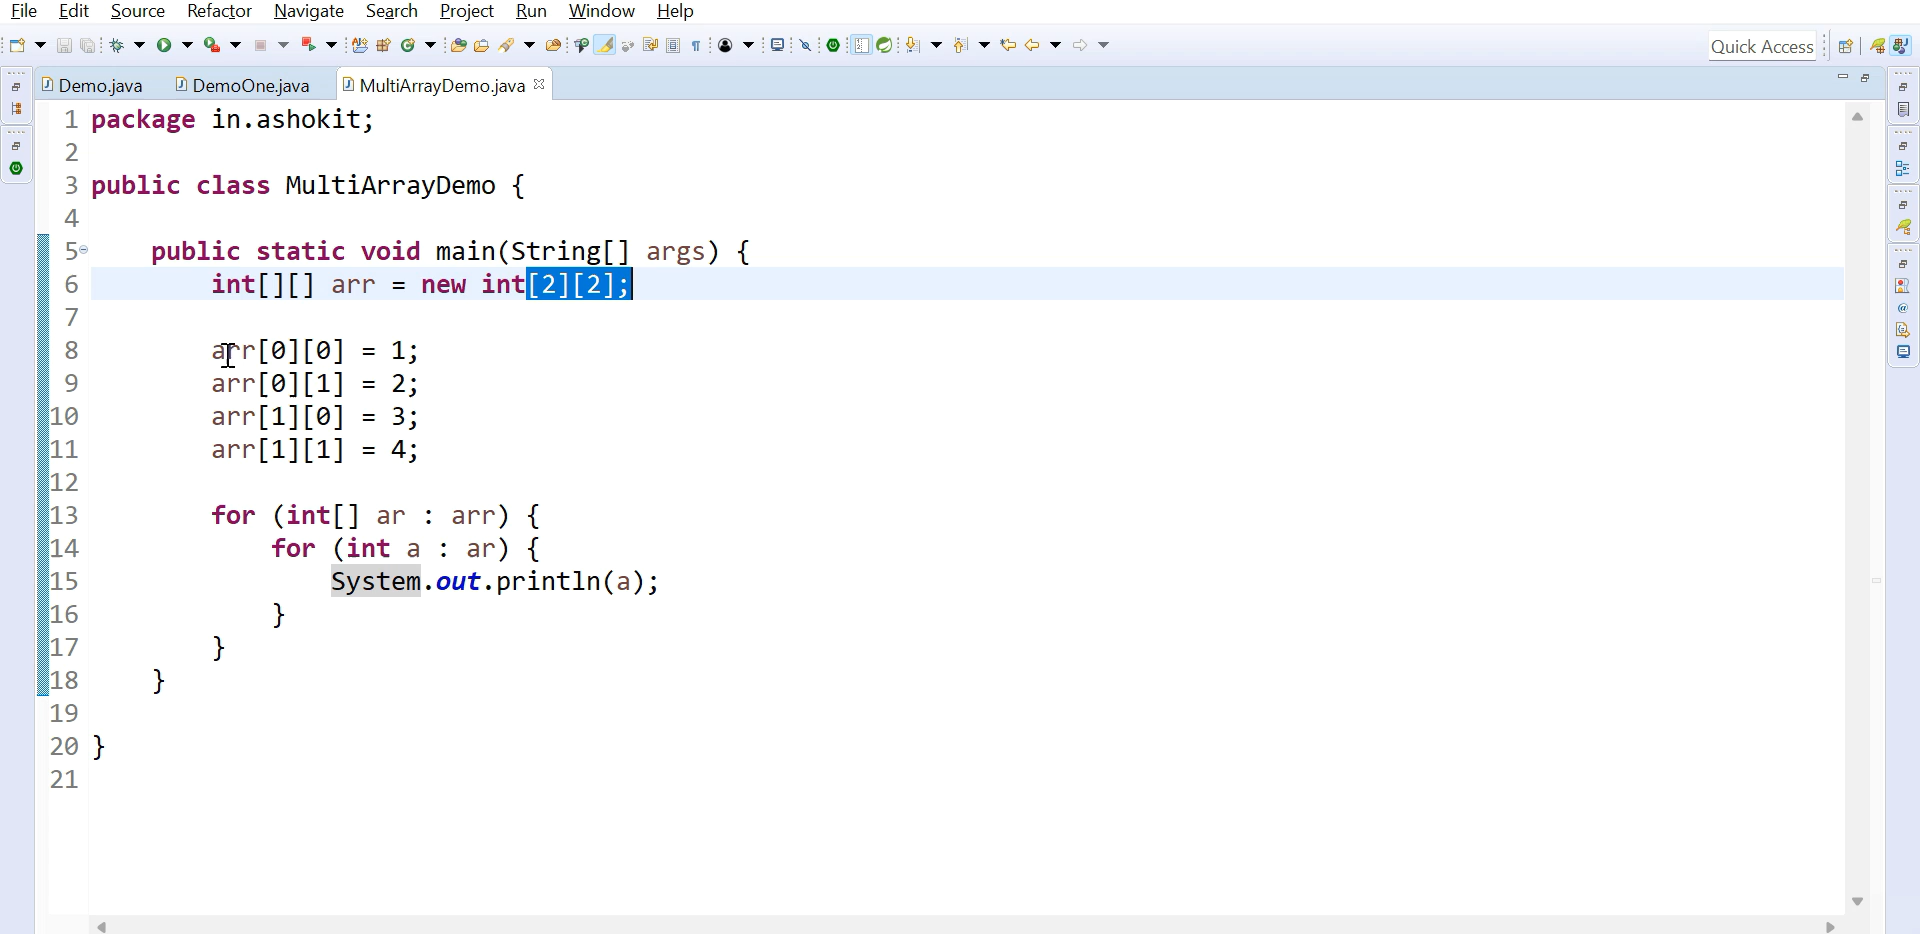 File Edit Source Refactor Navigate Search Project Run Window Help
Quick Access
Demo.java DemoOne.java MultiArrayDemo.java
1 package in.ashokit;
2
3 public class MultiArrayDemo {
4
5 public static void main(String[] args) {
6 int[][] arr = new int[2][2];
7
8 arr[0][0] = 1;
9 arr[0][1] = 2;
10 arr[1][0] = 3;
11 arr[1][1] = 4;
12
13 for (int[] ar : arr) {
14 for (int a : ar) {
15 System.out.println(a);
16 }
17 }
18 }
19
20 }
21